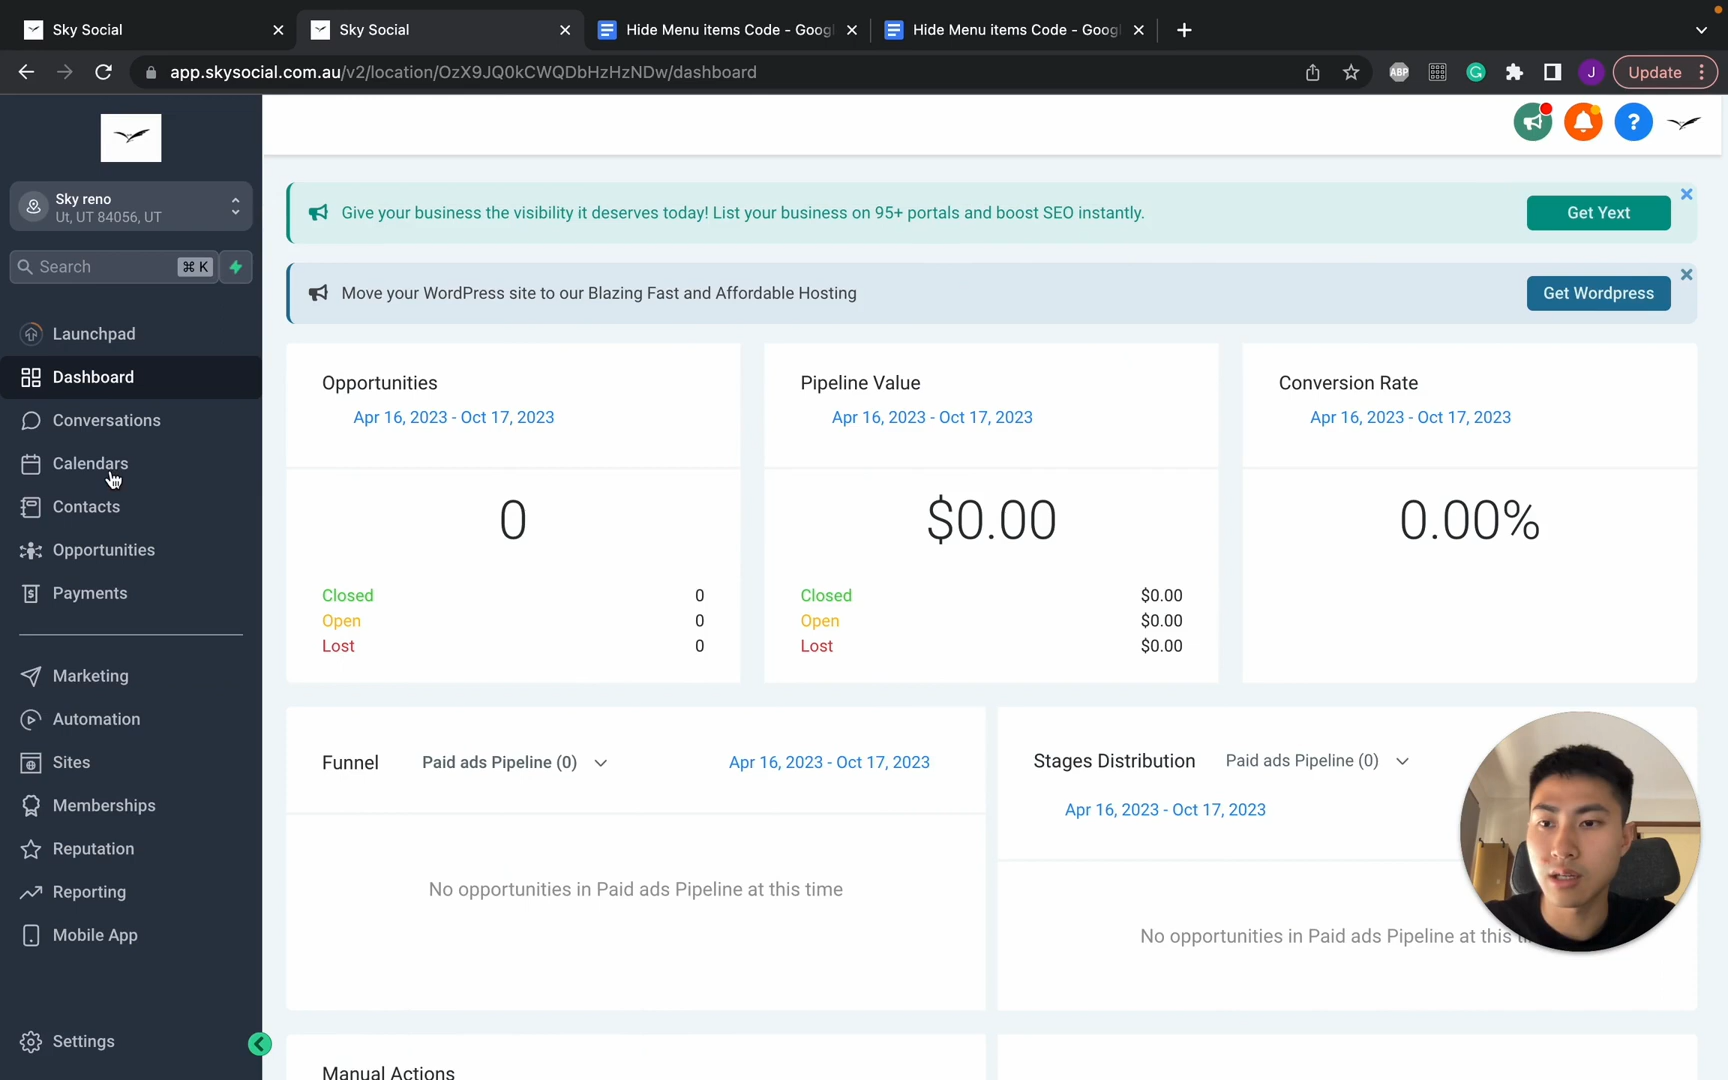 Sky Social
Sky Social
Hide Menu items Code - Goog
Hide Menu items Code - Goog
app.skysocial.com.au/v2/location/OzX9JQ0kCWQDbHzHzNDw/dashboard
ABP
J
Update
Sky reno
Ut, UT 84056, UT
Search
⌘ K
Launchpad
Dashboard
Conversations
Calendars
Contacts
Opportunities
Payments
Marketing
Automation
Sites
Memberships
Reputation
Reporting
Mobile App
Settings
Give your business the visibility it deserves today! List your business on 95+ portals and boost SEO instantly.
Get Yext
Move your WordPress site to our Blazing Fast and Affordable Hosting
Get Wordpress
Opportunities
Apr 16, 2023 - Oct 17, 2023
0
Closed 0
Open 0
Lost 0
Pipeline Value
Apr 16, 2023 - Oct 17, 2023
$0.00
Closed $0.00
Open $0.00
Lost $0.00
Conversion Rate
Apr 16, 2023 - Oct 17, 2023
0.00%
Funnel Paid ads Pipeline (0) Apr 16, 2023 - Oct 17, 2023
No opportunities in Paid ads Pipeline at this time
Stages Distribution Paid ads Pipeline (0)
Apr 16, 2023 - Oct 17, 2023
No opportunities in Paid ads Pipeline at this
Manual Actions